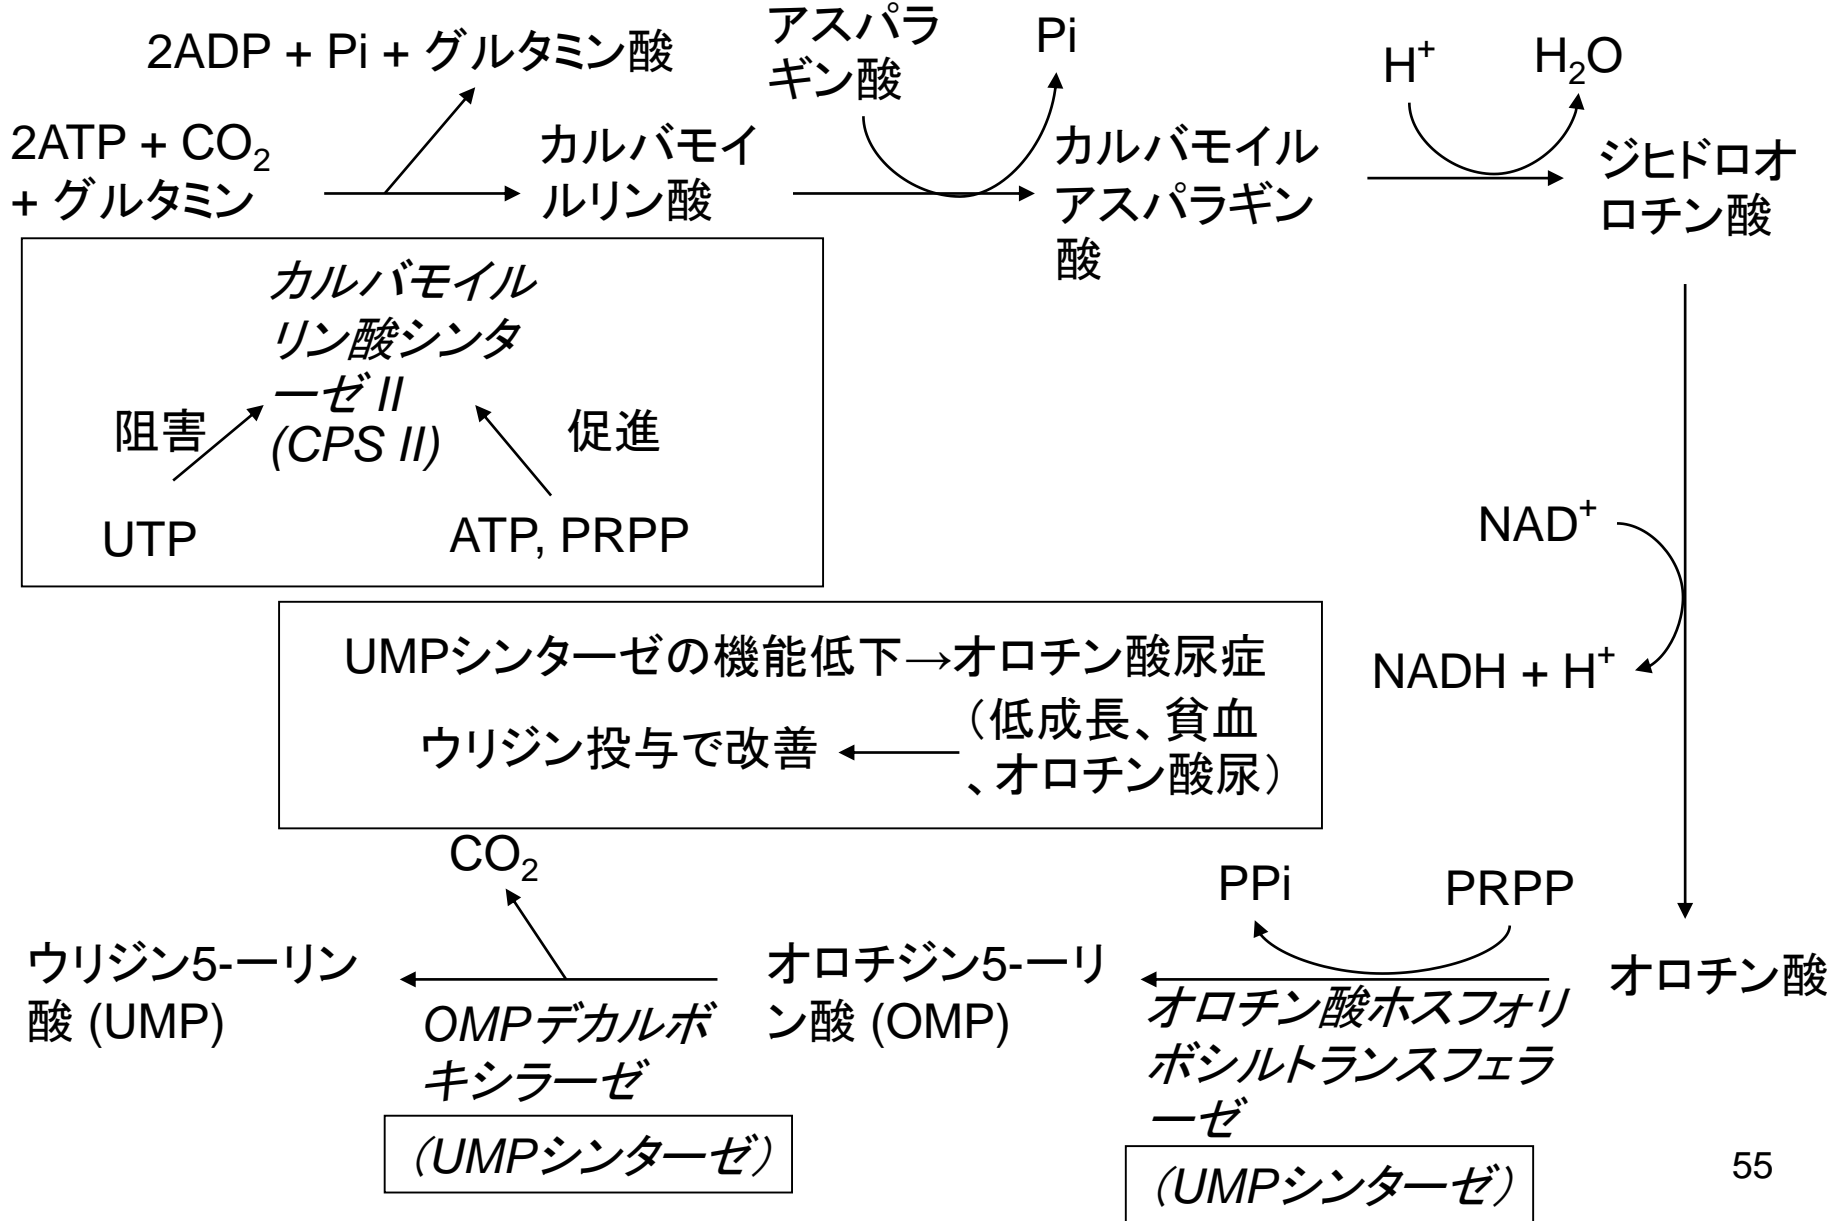 2ADP + Pi + グルタミン酸
アスパラ
ギン酸
Pi
H⁺
H₂O
2ATP + CO₂
+ グルタミン
カルバモイ
ルリン酸
カルバモイル
アスパラギン
酸
ジヒドロオ
ロチン酸
カルバモイル
リン酸シンタ
ーゼ II
(CPS II)
阻害
促進
UTP
ATP, PRPP
NAD⁺
NADH + H⁺
UMPシンターゼの機能低下→オロチン酸尿症
(低成長、貧血
、オロチン酸尿)
ウリジン投与で改善
CO₂
PPi
PRPP
ウリジン5-ーリン
酸 (UMP)
オロチジン5-ーリ
ン酸 (OMP)
オロチン酸
OMPデカルボ
キシラーゼ
(UMPシンターゼ)
オロチン酸ホスフォリ
ボシルトランスフェラ
ーゼ
(UMPシンターゼ)
55